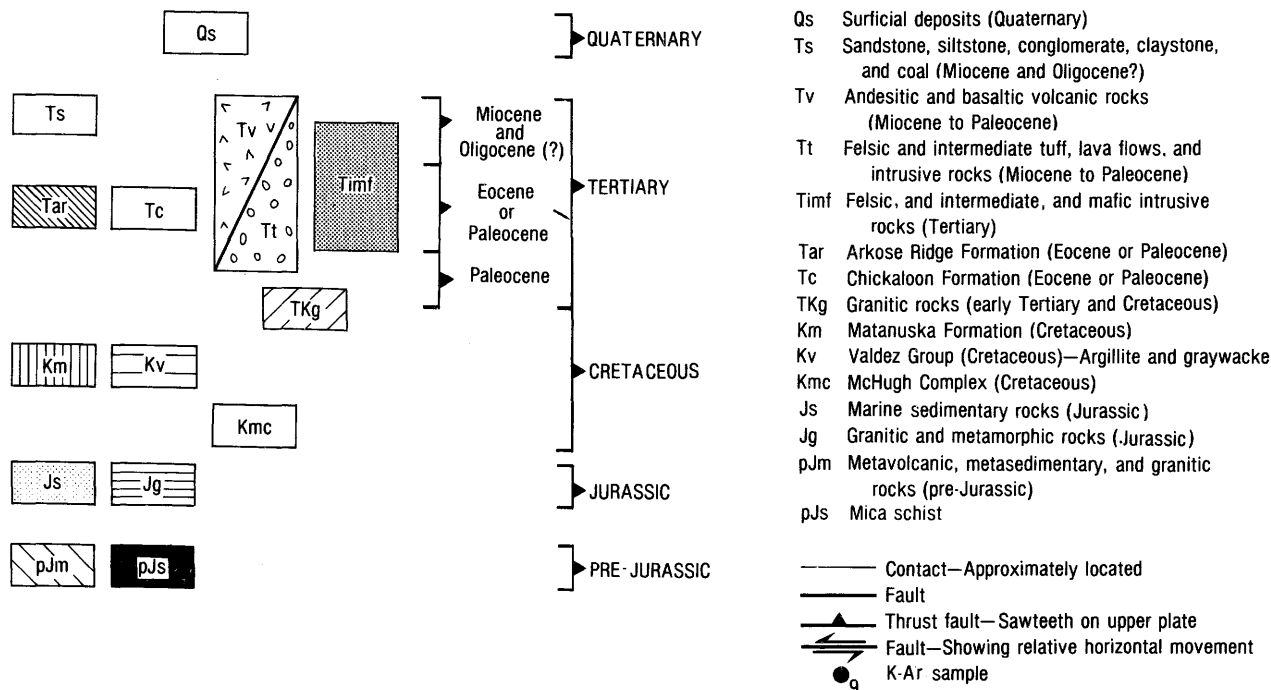 Qs
QUATERNARY
Ts
Tv
Timf
Miocene
and
Oligocene (?)
Tar
Tc
Tt
Eocene
or
Paleocene
TERTIARY
Paleocene
TKg
Km
Kv
CRETACEOUS
Kmc
Js
Jg
JURASSIC
pJm
pJs
PRE-JURASSIC
Qs Surficial deposits (Quaternary)
Ts Sandstone, siltstone, conglomerate, claystone,
and coal (Miocene and Oligocene?)
Tv Andesitic and basaltic volcanic rocks
(Miocene to Paleocene)
Tt Felsic and intermediate tuff, lava flows, and
intrusive rocks (Miocene to Paleocene)
Timf Felsic, and intermediate, and mafic intrusive
rocks (Tertiary)
Tar Arkose Ridge Formation (Eocene or Paleocene)
Tc Chickaloon Formation (Eocene or Paleocene)
TKg Granitic rocks (early Tertiary and Cretaceous)
Km Matanuska Formation (Cretaceous)
Kv Valdez Group (Cretaceous)—Argillite and graywacke
Kmc McHugh Complex (Cretaceous)
Js Marine sedimentary rocks (Jurassic)
Jg Granitic and metamorphic rocks (Jurassic)
pJm Metavolcanic, metasedimentary, and granitic
rocks (pre-Jurassic)
pJs Mica schist
Contact—Approximately located
Fault
Thrust fault—Sawteeth on upper plate
Fault—Showing relative horizontal movement
9 K-Ar sample